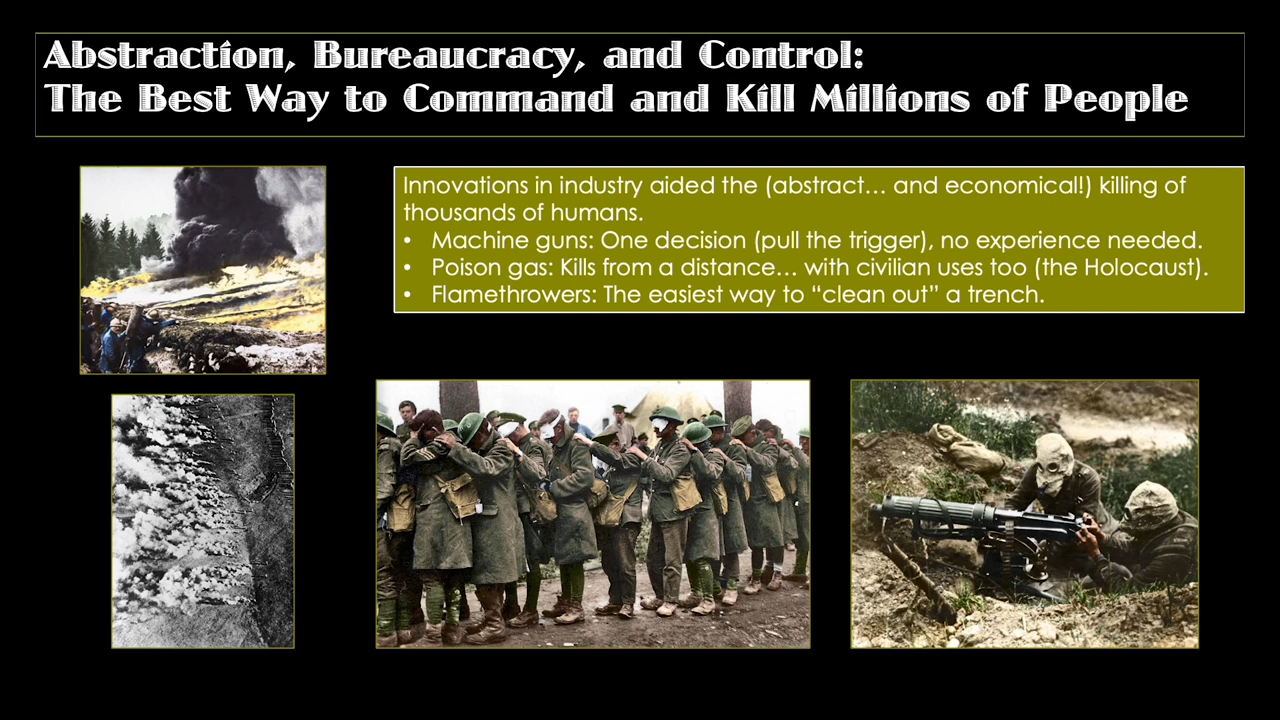 Abstraction, Bureaucracy, and Control:
The Best Way to Command and Kill Millions of People
Innovations in industry aided the (abstract… and economical!) killing of
thousands of humans.
• Machine guns: One decision (pull the trigger), no experience needed.
• Poison gas: Kills from a distance… with civilian uses too (the Holocaust).
• Flamethrowers: The easiest way to “clean out” a trench.